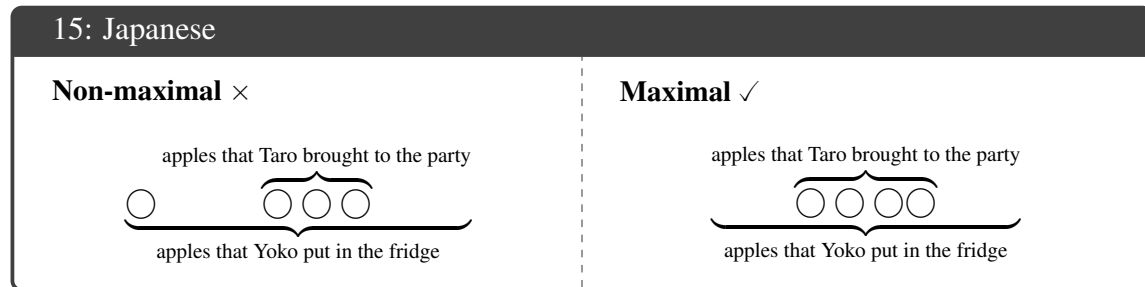 15: Japanese
Non-maximal ×
apples that Taro brought to the party
apples that Yoko put in the fridge
Maximal ✓
apples that Taro brought to the party
apples that Yoko put in the fridge